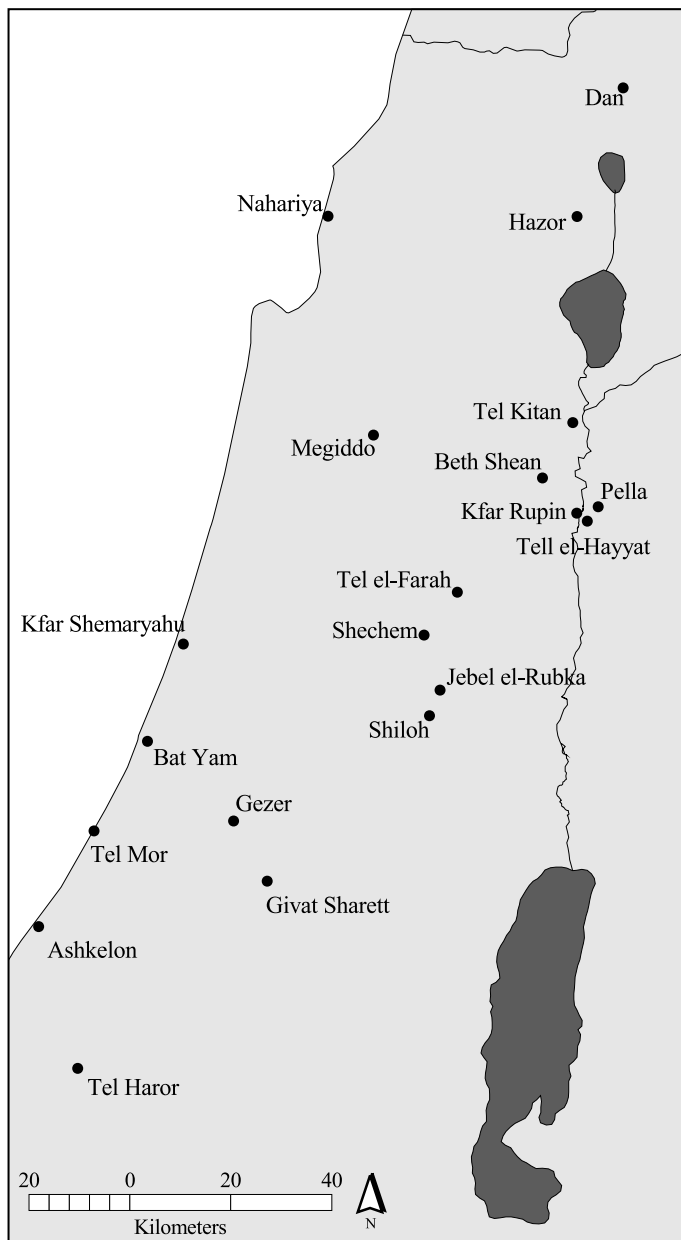 Dan
Nahariya
Hazor
Tel Kitan
Megiddo
Beth Shean
Pella
Kfar Rupin
Tell el-Hayyat
Tel el-Farah
Kfar Shemaryahu
Shechem
Jebel el-Rubka
Shiloh
Bat Yam
Gezer
Tel Mor
Givat Sharett
Ashkelon
Tel Haror
20 0 20 40
Kilometers
N